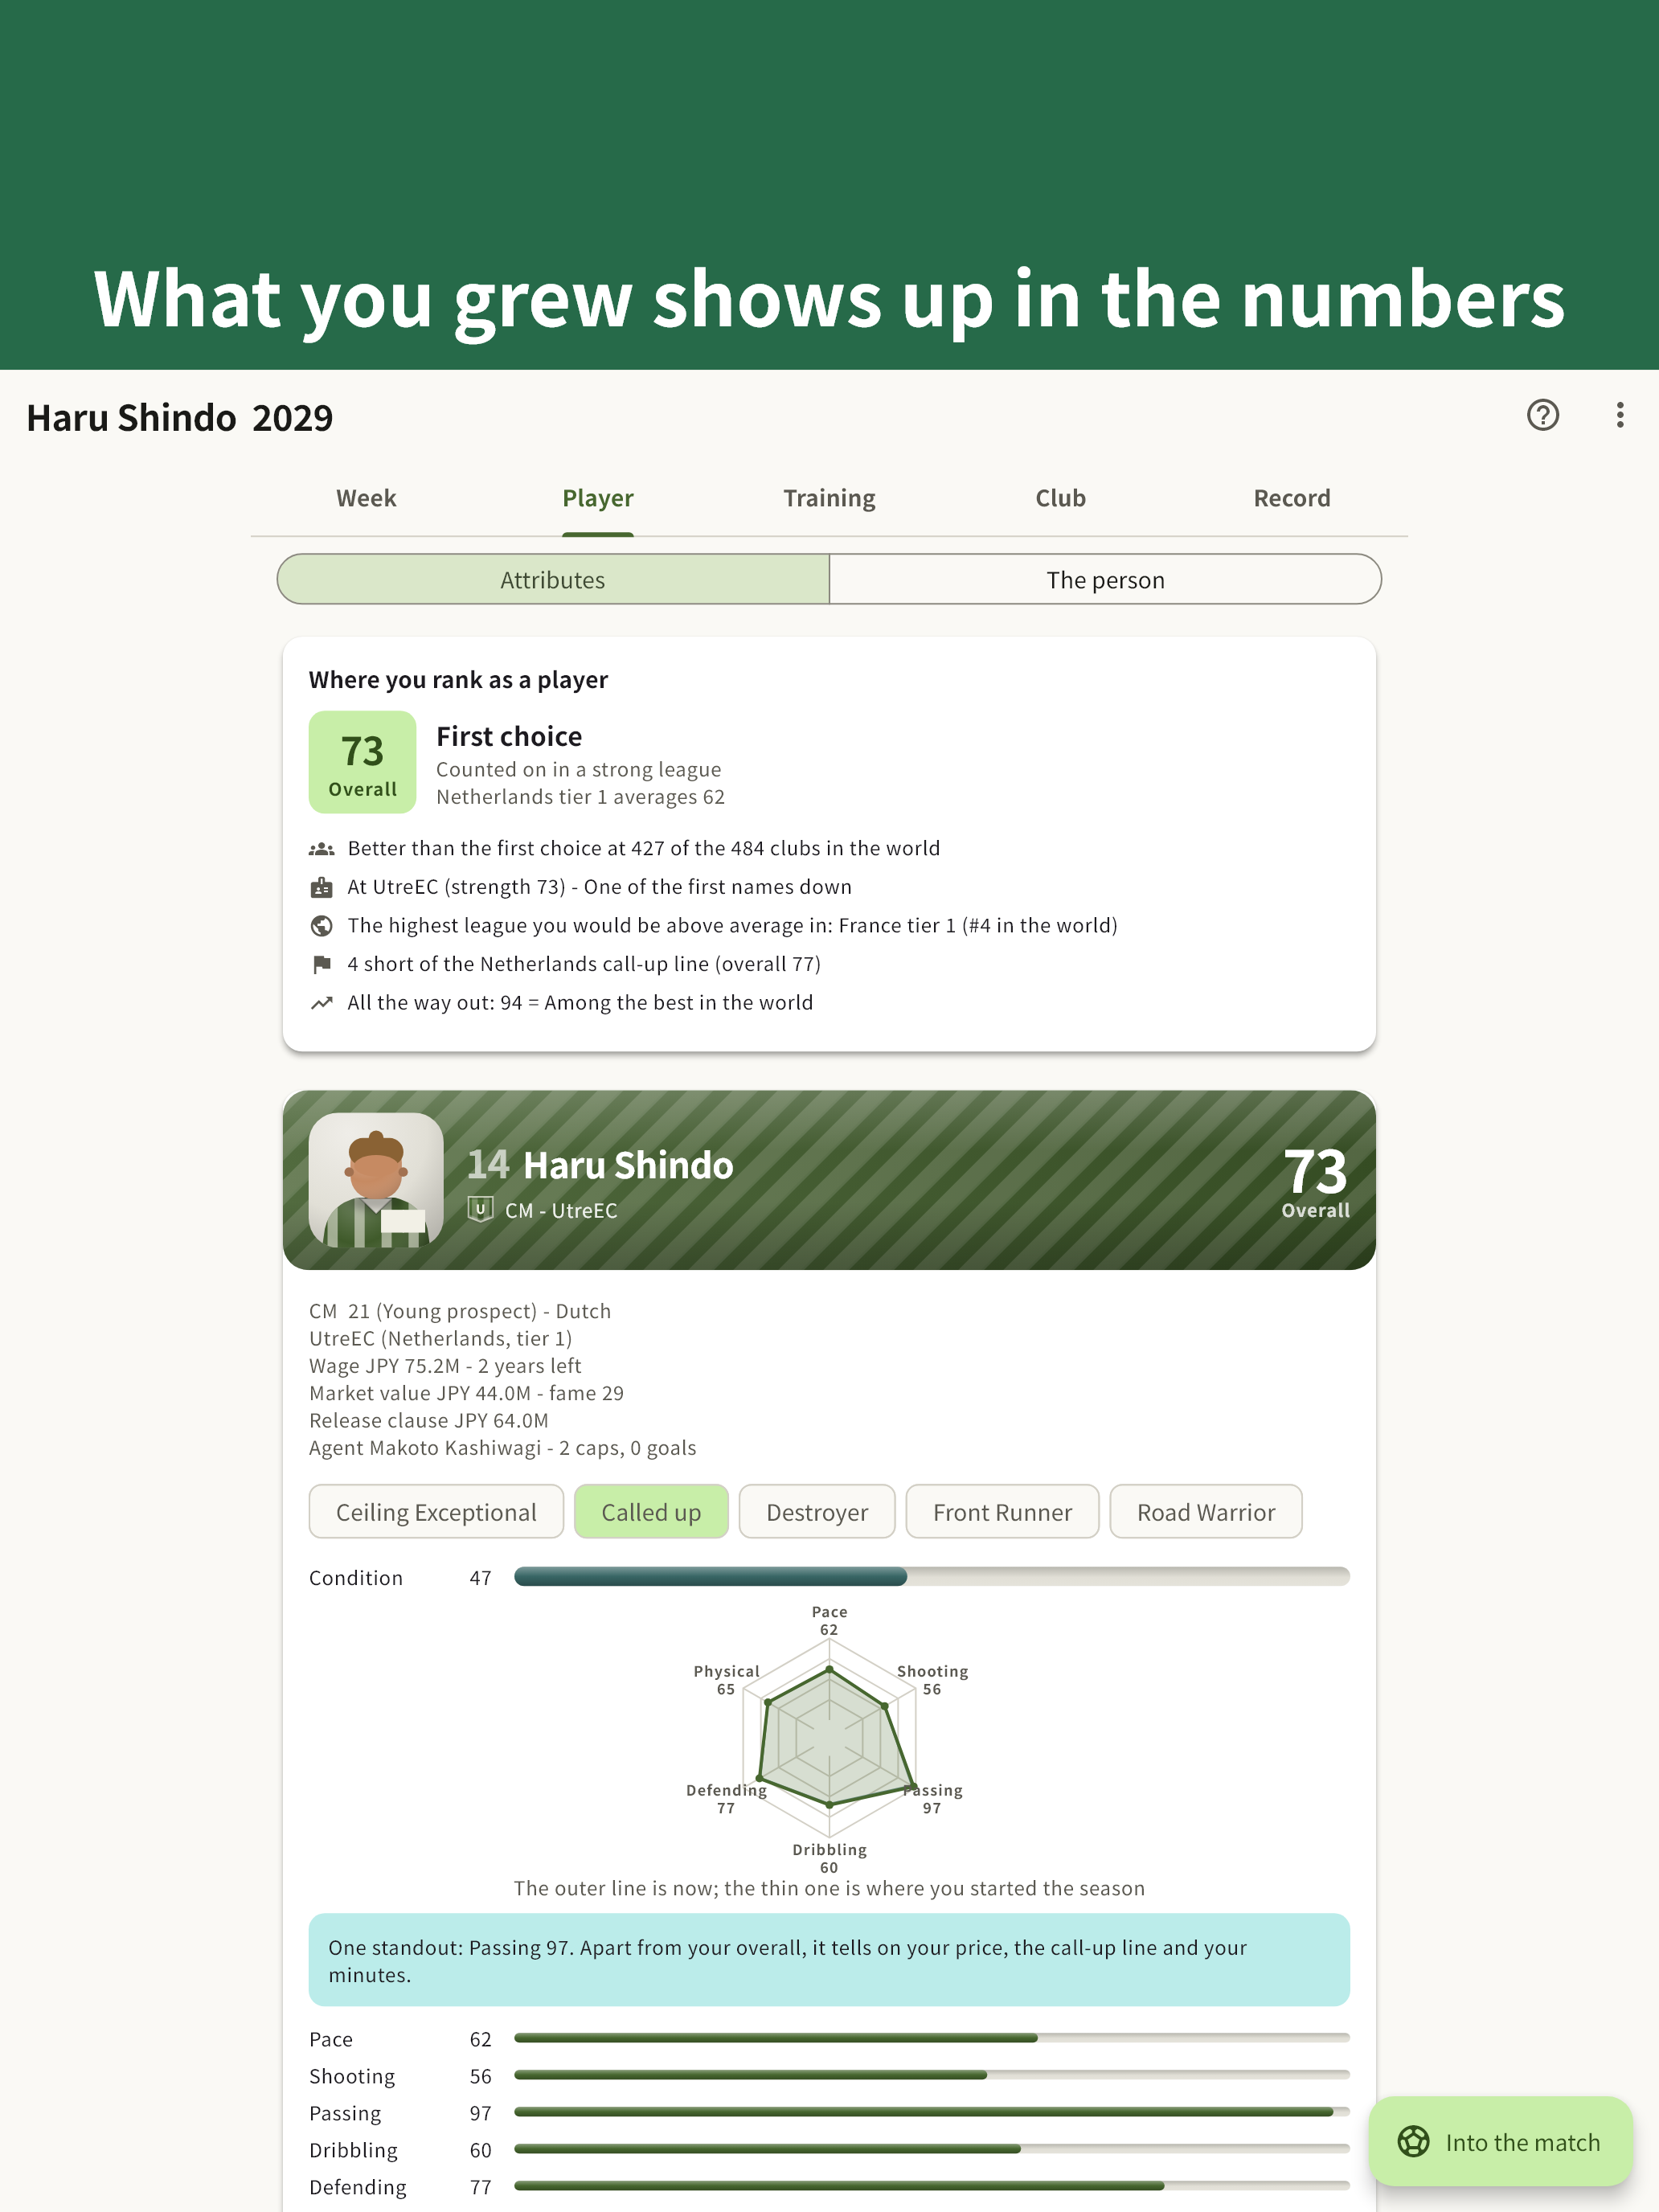 What you grew shows up in the numbers
Haru Shindo 2029
Week Player Training Club Record
Attributes The person
Where you rank as a player
73
Overall
First choice
Counted on in a strong league
Netherlands tier 1 averages 62
Better than the first choice at 427 of the 484 clubs in the world
At UtreEC (strength 73) - One of the first names down
The highest league you would be above average in: France tier 1 (#4 in the world)
4 short of the Netherlands call-up line (overall 77)
All the way out: 94 = Among the best in the world
14 Haru Shindo
U CM - UtreEC
73
Overall
CM 21 (Young prospect) - Dutch
UtreEC (Netherlands, tier 1)
Wage JPY 75.2M - 2 years left
Market value JPY 44.0M - fame 29
Release clause JPY 64.0M
Agent Makoto Kashiwagi - 2 caps, 0 goals
Ceiling Exceptional Called up Destroyer Front Runner Road Warrior
Condition 47
Pace
62
Physical
65
Shooting
56
Defending
77
Passing
97
Dribbling
60
The outer line is now; the thin one is where you started the season
One standout: Passing 97. Apart from your overall, it tells on your price, the call-up line and your
minutes.
Pace 62
Shooting 56
Passing 97
Dribbling 60
Defending 77
Into the match